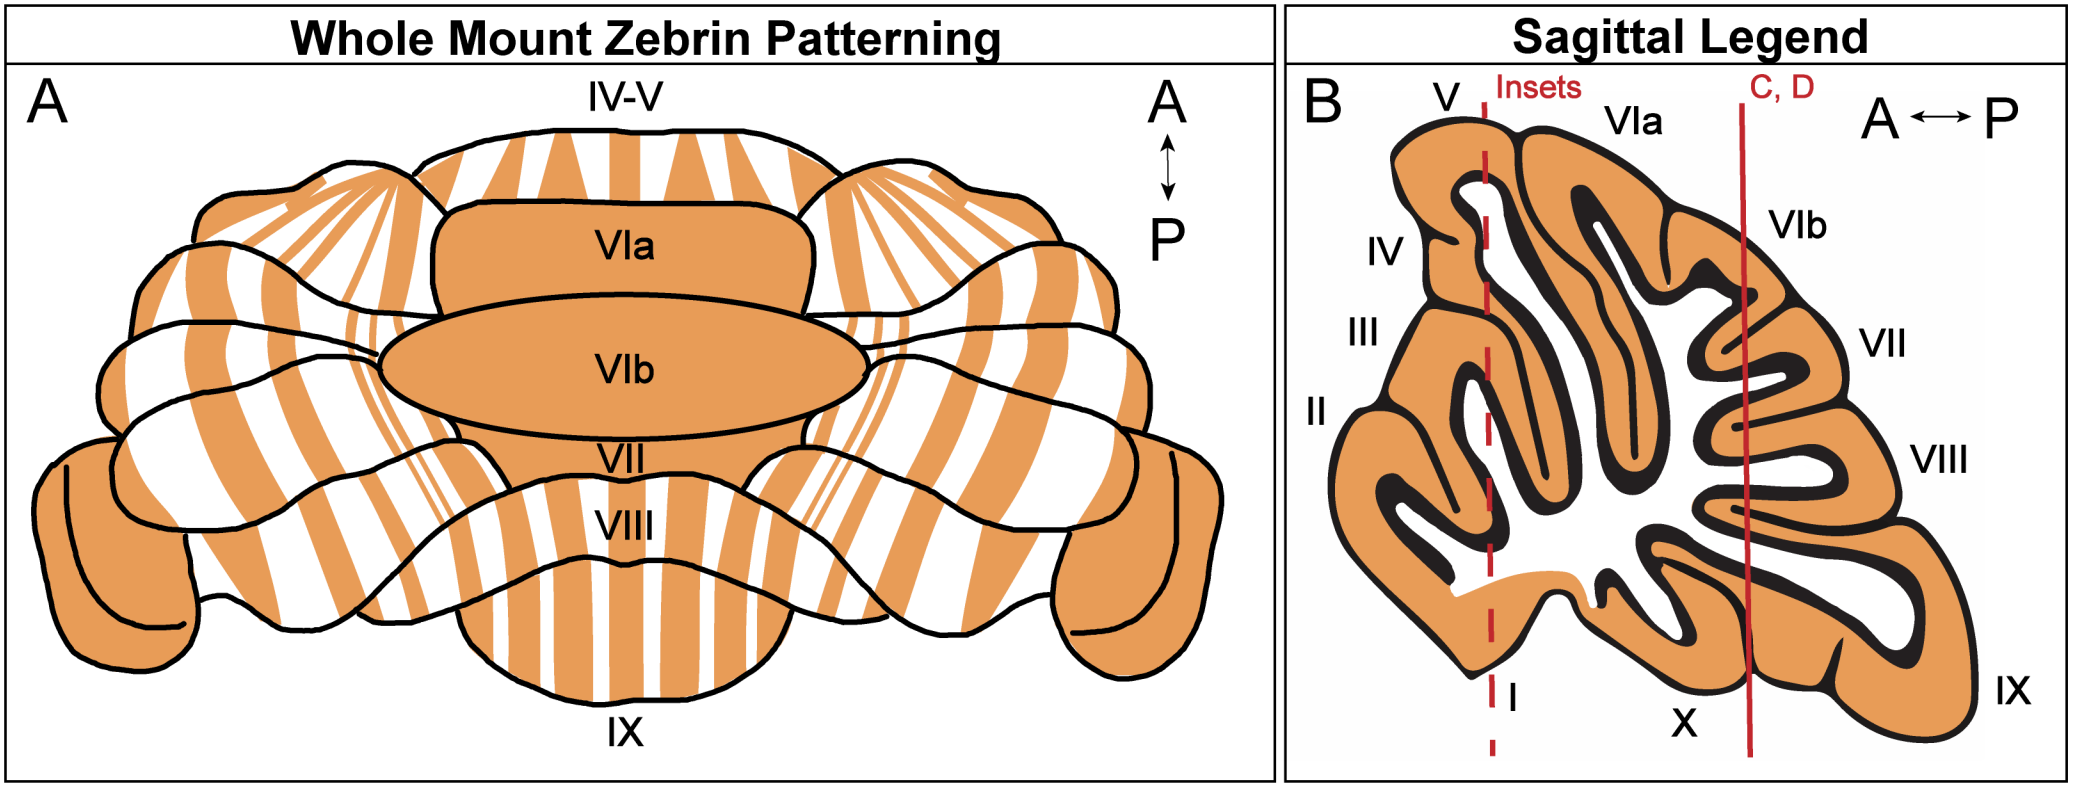 Whole Mount Zebrin Patterning
A
IV-V
A
P
VIa
VIb
VII
VIII
IX
Sagittal Legend
B
V
Insets
VIa
C, D
A
P
IV
VIb
III
VII
II
VIII
I
X
IX